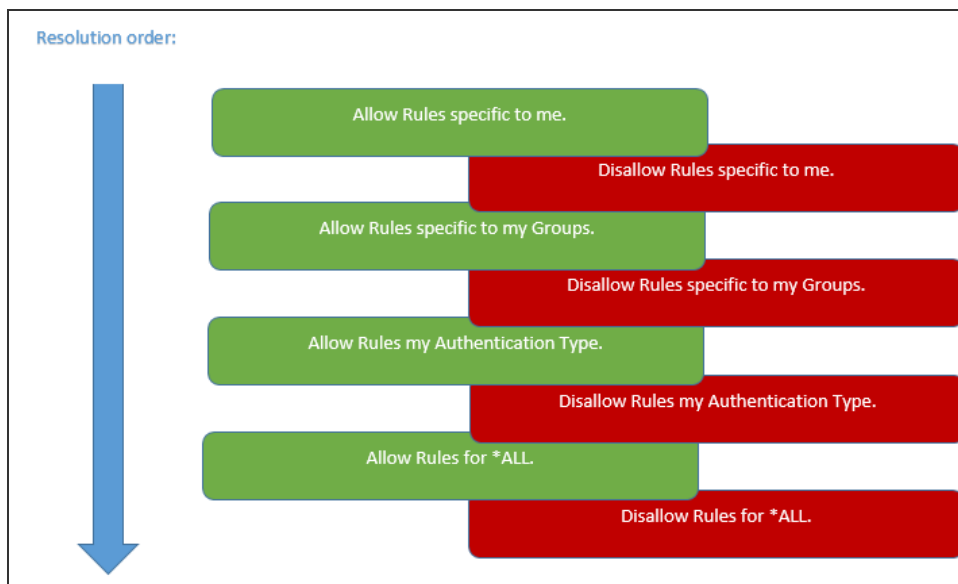 Resolution order:
Allow Rules specific to me.
Disallow Rules specific to me.
Allow Rules specific to my Groups.
Disallow Rules specific to my Groups.
Allow Rules my Authentication Type.
Disallow Rules my Authentication Type.
Allow Rules for *ALL.
Disallow Rules for *ALL.